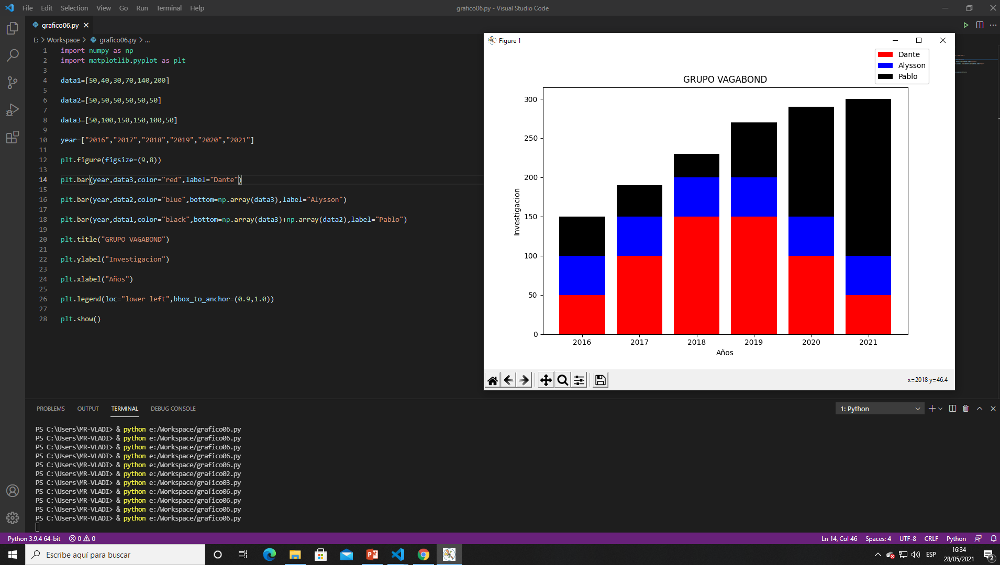 File Edit Selection View Go Run Terminal Help
grafico06.py - Visual Studio Code
grafico06.py
E: > Workspace > grafico06.py > ...
1 import numpy as np
2 import matplotlib.pyplot as plt
3
4 data1=[50,40,30,70,140,200]
5
6 data2=[50,50,50,50,50,50]
7
8 data3=[50,100,150,150,100,50]
9
10 year=["2016","2017","2018","2019","2020","2021"]
11
12 plt.figure(figsize=(9,8))
13
14 plt.bar(year,data3,color="red",label="Dante")
15
16 plt.bar(year,data2,color="blue",bottom=np.array(data3),label="Alysson")
17
18 plt.bar(year,data1,color="black",bottom=np.array(data3)+np.array(data2),label="Pablo")
19
20 plt.title("GRUPO VAGABOND")
21
22 plt.ylabel("Investigacion")
23
24 plt.xlabel("Años")
25
26 plt.legend(loc="lower left",bbox_to_anchor=(0.9,1.0))
27
28 plt.show()
Figure 1
Dante
Alysson
Pablo
GRUPO VAGABOND
300
250
200
150
100
50
0
Investigacion
2016 2017 2018 2019 2020 2021
Años
x=2018 y=46.4
PROBLEMS OUTPUT TERMINAL DEBUG CONSOLE
1: Python
PS C:\Users\MR-VLADI> & python e:/Workspace/grafico06.py
PS C:\Users\MR-VLADI> & python e:/Workspace/grafico06.py
PS C:\Users\MR-VLADI> & python e:/Workspace/grafico06.py
PS C:\Users\MR-VLADI> & python e:/Workspace/grafico06.py
PS C:\Users\MR-VLADI> & python e:/Workspace/grafico06.py
PS C:\Users\MR-VLADI> & python e:/Workspace/grafico02.py
PS C:\Users\MR-VLADI> & python e:/Workspace/grafico03.py
PS C:\Users\MR-VLADI> & python e:/Workspace/grafico06.py
PS C:\Users\MR-VLADI> & python e:/Workspace/grafico06.py
PS C:\Users\MR-VLADI> & python e:/Workspace/grafico06.py
PS C:\Users\MR-VLADI> & python e:/Workspace/grafico06.py
Python 3.9.4 64-bit 0 0
Ln 14, Col 46 Spaces: 4 UTF-8 CRLF Python
Escribe aquí para buscar
ESP
16:34
28/05/2021
2